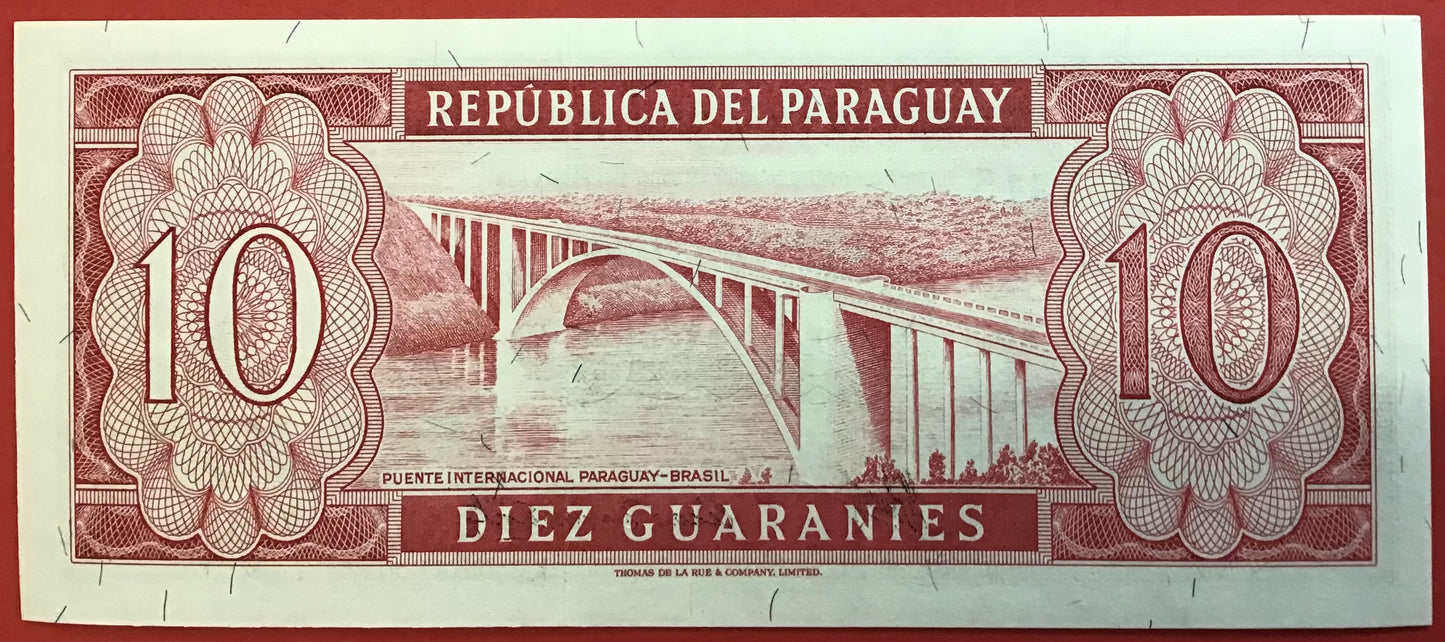 REPÚBLICA DEL PARAGUAY
10 10
PUENTE INTERNACIONAL PARAGUAY-BRASIL
DIEZ GUARANIES
THOMAS DE LA RUE & COMPANY, LIMITED.